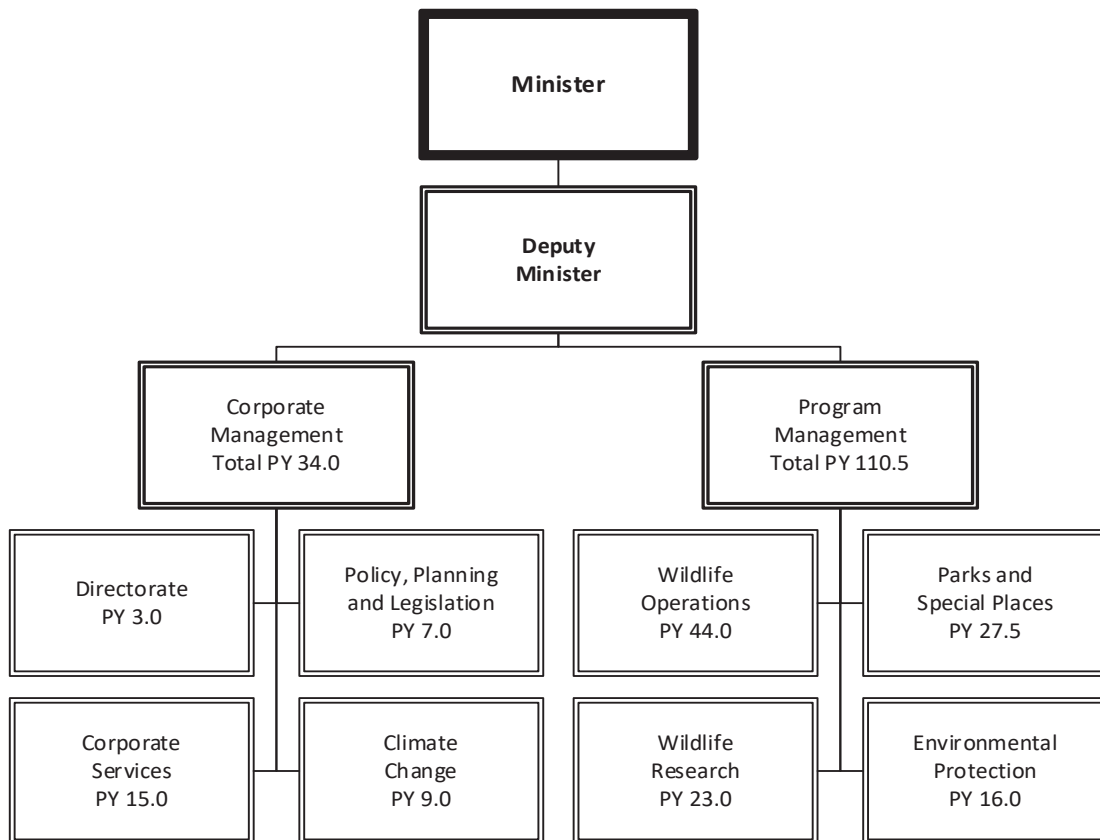 Minister
Deputy
Minister
Corporate
Management
Total PY 34.0
Program
Management
Total PY 110.5
Directorate
PY 3.0
Policy, Planning
and Legislation
PY 7.0
Wildlife
Operations
PY 44.0
Parks and
Special Places
PY 27.5
Corporate
Services
PY 15.0
Climate
Change
PY 9.0
Wildlife
Research
PY 23.0
Environmental
Protection
PY 16.0